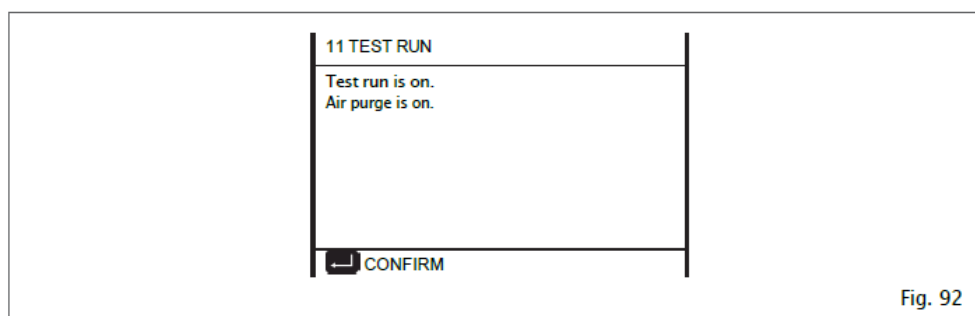 11 TEST RUN
Test run is on.
Air purge is on.
CONFIRM
Fig. 92